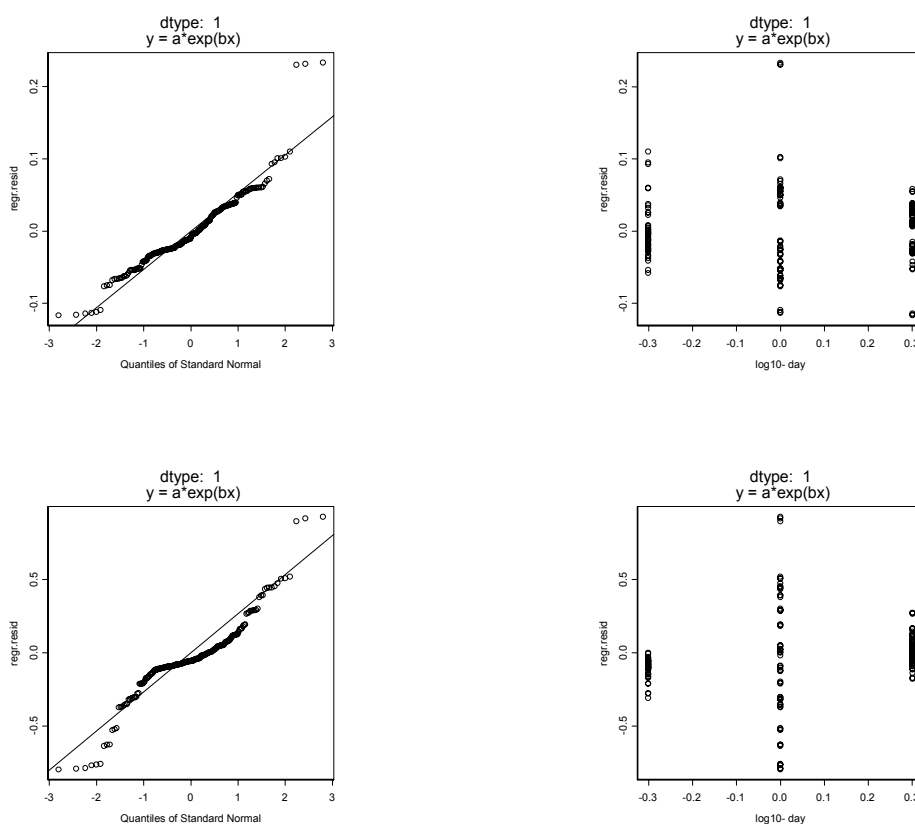 dtype: 1
y = a*exp(bx)
regr.resid
0.2
0.1
0.0
-0.1
-3 -2 -1 0 1 2 3
Quantiles of Standard Normal
dtype: 1
y = a*exp(bx)
regr.resid
0.2
0.1
0.0
-0.1
-0.3 -0.2 -0.1 0.0 0.1 0.2 0.3
log10- day
dtype: 1
y = a*exp(bx)
regr.resid
0.5
0.0
-0.5
-3 -2 -1 0 1 2 3
Quantiles of Standard Normal
dtype: 1
y = a*exp(bx)
regr.resid
0.5
0.0
-0.5
-0.3 -0.2 -0.1 0.0 0.1 0.2 0.3
log10- day